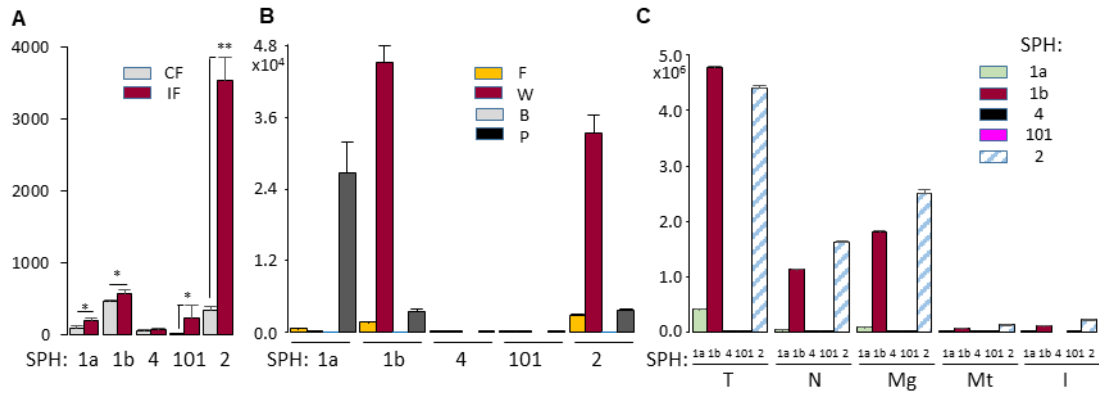 A
4000
3000
2000
1000
0
CF
IF
*
*
*
**
SPH: 1a 1b 4 101 2
B
4.8
x10⁴
3.6
2.4
1.2
0.0
F
W
B
P
SPH: 1a 1b 4 101 2
C
5.0
x10⁶
4.0
3.0
2.0
1.0
0.0
SPH:
1a
1b
4
101
2
SPH: 1a 1b 4 101 2 1a 1b 4 101 2 1a 1b 4 101 2 1a 1b 4 101 2 1a 1b 4 101 2
T N Mg Mt I